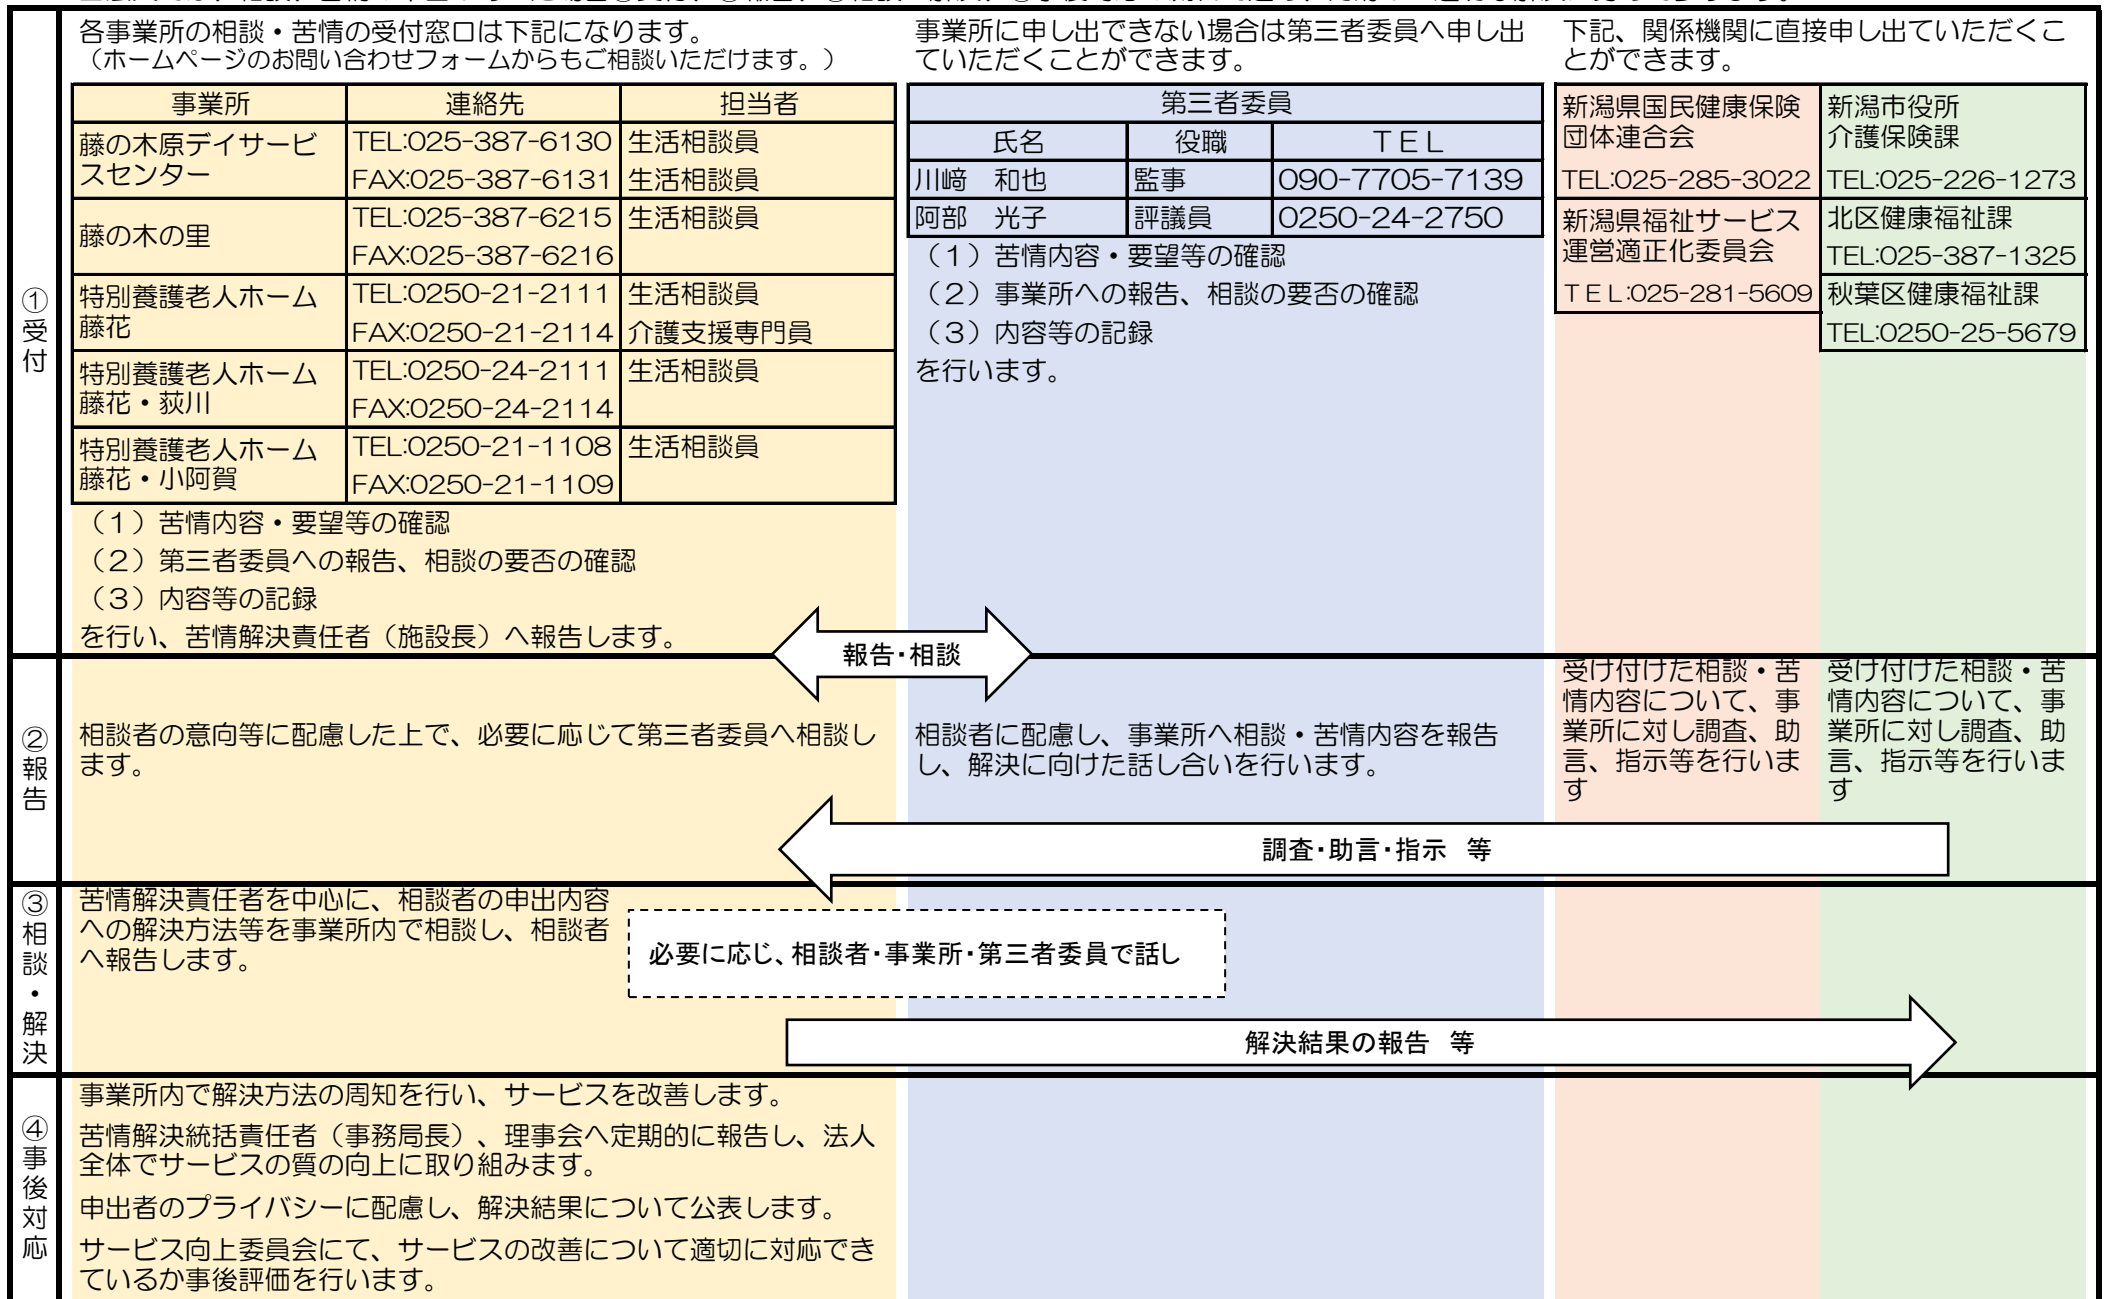 各事業所の相談・苦情の受付窓口は下記になります。
（ホームページのお問い合わせフォームからもご相談いただけます。）
事業所 連絡先 担当者
藤の木原デイサービスセンター
TEL:025-387-6130 生活相談員
FAX:025-387-6131 生活相談員
藤の木の里
TEL:025-387-6215 生活相談員
FAX:025-387-6216
特別養護老人ホーム
藤花
TEL:0250-21-2111 生活相談員
FAX:0250-21-2114 介護支援専門員
特別養護老人ホーム
藤花・荻川
TEL:0250-24-2111 生活相談員
FAX:0250-24-2114
特別養護老人ホーム
藤花・小阿賀
TEL:0250-21-1108 生活相談員
FAX:0250-21-1109
（1）苦情内容・要望等の確認
（2）第三者委員への報告、相談の要否の確認
（3）内容等の記録
を行い、苦情解決責任者（施設長）へ報告します。
事業所に申し出できない場合は第三者委員へ申し出
ていただくことができます。
第三者委員
氏名 役職 ＴＥＬ
川﨑　和也 監事 090-7705-7139
阿部　光子 評議員 0250-24-2750
（1）苦情内容・要望等の確認
（2）事業所への報告、相談の要否の確認
（3）内容等の記録
を行います。
下記、関係機関に直接申し出ていただくこ
とができます。
新潟県国民健康保険
団体連合会
TEL:025-285-3022
新潟県福祉サービス
運営適正化委員会
ＴＥＬ:025-281-5609
新潟市役所
介護保険課
TEL:025-226-1273
北区健康福祉課
TEL:025-387-1325
秋葉区健康福祉課
TEL:0250-25-5679
①受付
報告・相談
②報告
相談者の意向等に配慮した上で、必要に応じて第三者委員へ相談し
ます。
相談者に配慮し、事業所へ相談・苦情内容を報告
し、解決に向けた話し合いを行います。
受け付けた相談・苦
情内容について、事
業所に対し調査、助
言、指示等を行いま
す
受け付けた相談・苦
情内容について、事
業所に対し調査、助
言、指示等を行いま
す
調査・助言・指示　等
③相談・解決
苦情解決責任者を中心に、相談者の申出内容
への解決方法等を事業所内で相談し、相談者
へ報告します。
必要に応じ、相談者・事業所・第三者委員で話し
解決結果の報告　等
④事後対応
事業所内で解決方法の周知を行い、サービスを改善します。
苦情解決統括責任者（事務局長）、理事会へ定期的に報告し、法人
全体でサービスの質の向上に取り組みます。
申出者のプライバシーに配慮し、解決結果について公表します。
サービス向上委員会にて、サービスの改善について適切に対応でき
ているか事後評価を行います。